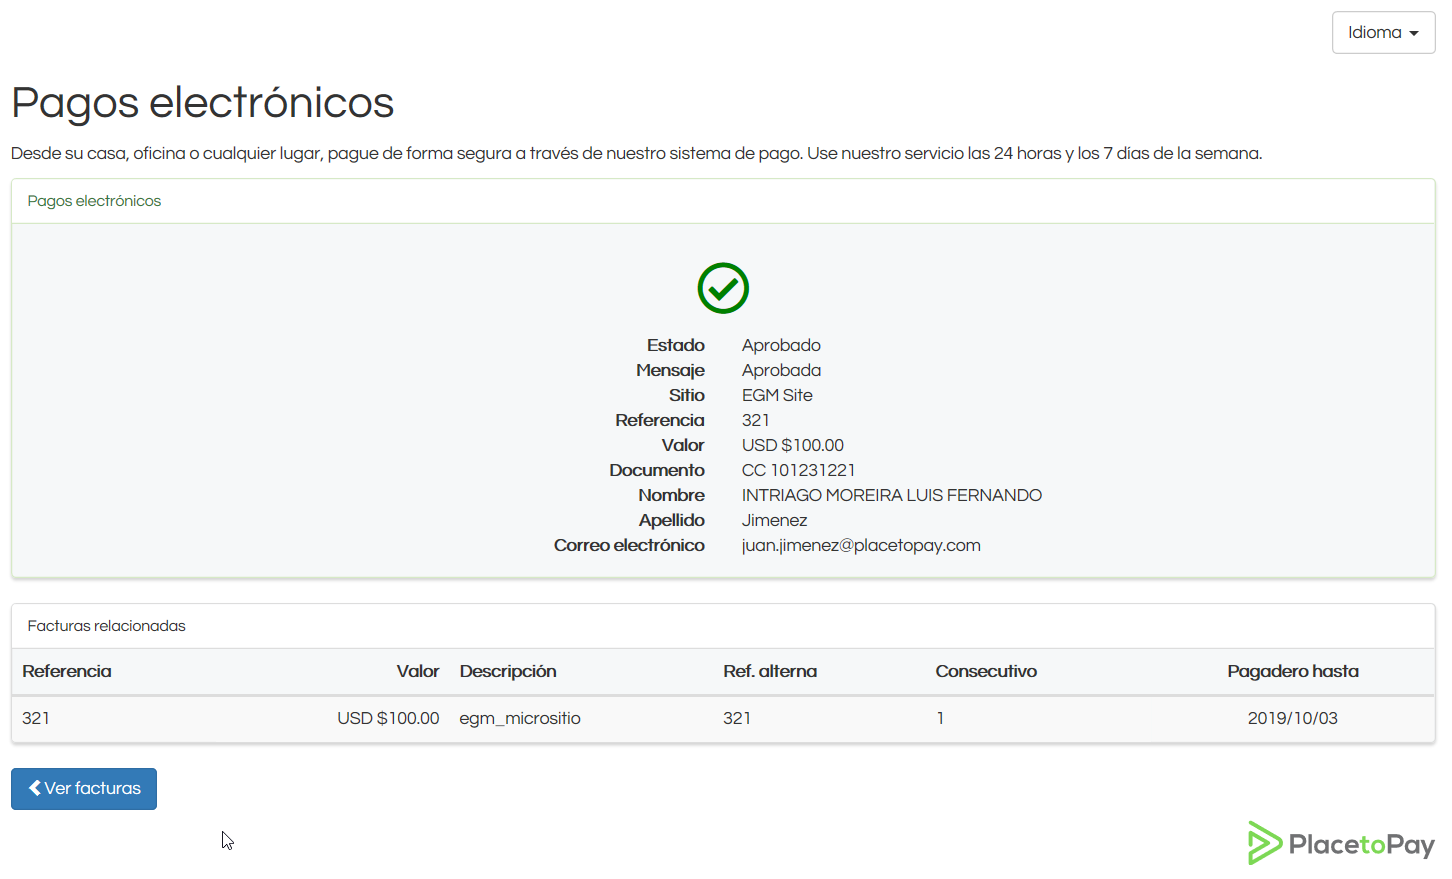 Idioma
Pagos electrónicos
Desde su casa, oficina o cualquier lugar, pague de forma segura a través de nuestro sistema de pago. Use nuestro servicio las 24 horas y los 7 días de la semana.
Pagos electrónicos
Estado Aprobado
Mensaje Aprobada
Sitio EGM Site
Referencia 321
Valor USD $100.00
Documento CC 101231221
Nombre INTRIAGO MOREIRA LUIS FERNANDO
Apellido Jimenez
Correo electrónico juan.jimenez@placetopay.com
Facturas relacionadas
Referencia Valor Descripción Ref. alterna Consecutivo Pagadero hasta
321 USD $100.00 egm_micrositio 321 1 2019/10/03
Ver facturas
PlacetoPay